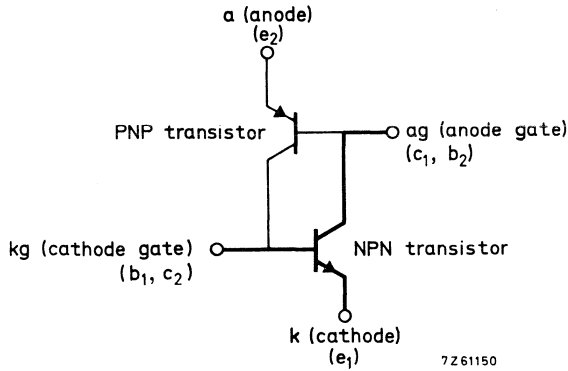 a (anode)
(e₂)
PNP transistor
ag (anode gate)
(c₁, b₂)
kg (cathode gate)
(b₁, c₂)
NPN transistor
k (cathode)
(e₁)
7Z61150